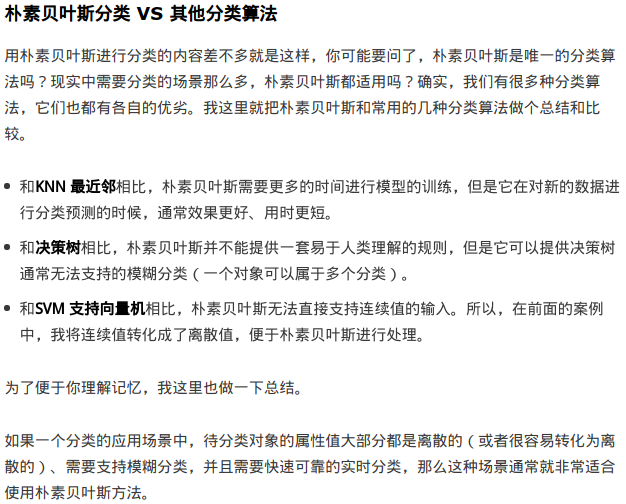 朴素贝叶斯分类 VS 其他分类算法
用朴素贝叶斯进行分类的内容差不多就是这样，你可能要问了，朴素贝叶斯是唯一的分类算
法吗？现实中需要分类的场景那么多，朴素贝叶斯都适用吗？确实，我们有很多种分类算
法，它们也都有各自的优劣。我这里就把朴素贝叶斯和常用的几种分类算法做个总结和比
较。
和KNN 最近邻相比，朴素贝叶斯需要更多的时间进行模型的训练，但是它在对新的数据进
行分类预测的时候，通常效果更好、用时更短。
和决策树相比，朴素贝叶斯并不能提供一套易于人类理解的规则，但是它可以提供决策树
通常无法支持的模糊分类（一个对象可以属于多个分类）。
和SVM 支持向量机相比，朴素贝叶斯无法直接支持连续值的输入。所以，在前面的案例
中，我将连续值转化成了离散值，便于朴素贝叶斯进行处理。
为了便于你理解记忆，我这里也做一下总结。
如果一个分类的应用场景中，待分类对象的属性值大部分都是离散的（或者很容易转化为离
散的）、需要支持模糊分类，并且需要快速可靠的实时分类，那么这种场景通常就非常适合
使用朴素贝叶斯方法。